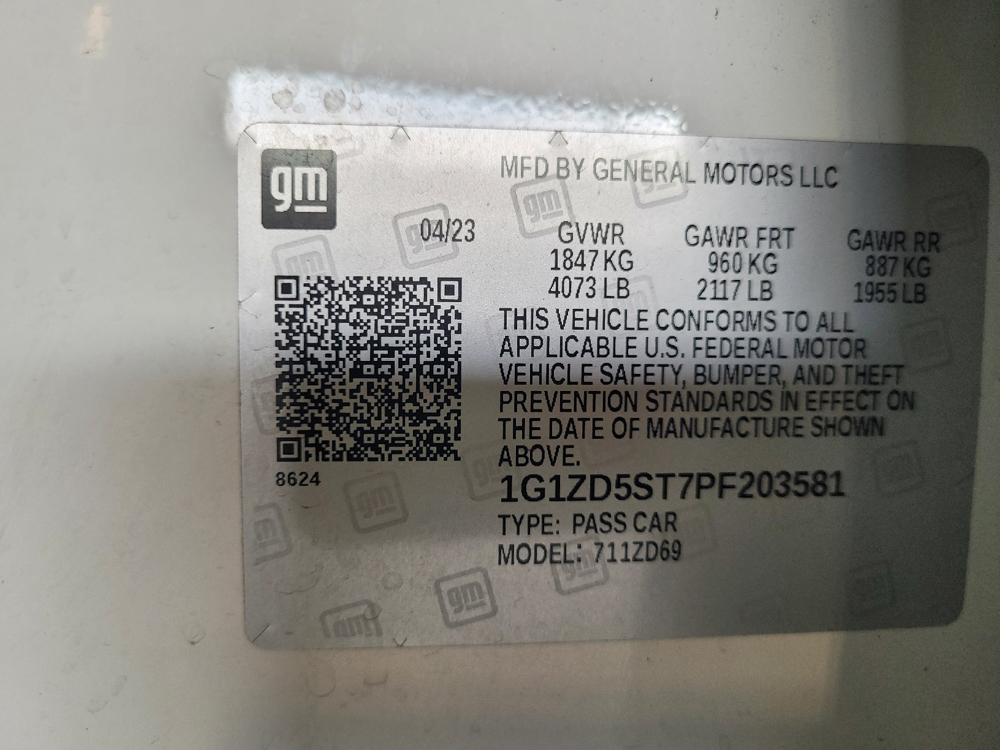 gm
MFD BY GENERAL MOTORS LLC
04/23
GVWR GAWR FRT GAWR RR
1847 KG 960 KG 887 KG
4073 LB 2117 LB 1955 LB
THIS VEHICLE CONFORMS TO ALL
APPLICABLE U.S. FEDERAL MOTOR
VEHICLE SAFETY, BUMPER, AND THEFT
PREVENTION STANDARDS IN EFFECT ON
THE DATE OF MANUFACTURE SHOWN
ABOVE.
8624
1G1ZD5ST7PF203581
TYPE: PASS CAR
MODEL: 711ZD69